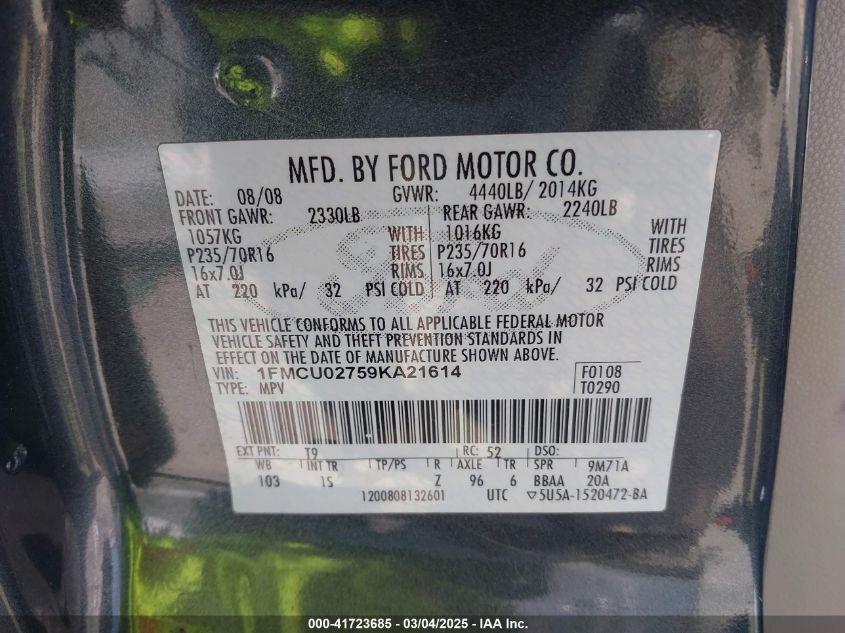 MFD. BY FORD MOTOR CO.
DATE: 08/08 GVWR: 4440LB/ 2014KG
FRONT GAWR: 2330LB REAR GAWR: 2240LB
1057KG WITH 1016KG WITH
P235/70R16 TIRES P235/70R16 TIRES
16x7.0J RIMS 16x7.0J RIMS
AT 220 kPa/ 32 PSI COLD AT 220 kPa/ 32 PSI COLD
Ford
THIS VEHICLE CONFORMS TO ALL APPLICABLE FEDERAL MOTOR
VEHICLE SAFETY AND THEFT PREVENTION STANDARDS IN
EFFECT ON THE DATE OF MANUFACTURE SHOWN ABOVE.
VIN: 1FMCU02759KA21614 F0108
TYPE: MPV T0290
EXT PNT: T9 RC: 52 DSO:
WB INT TR TP/PS R AXLE TR SPR 9M71A
103 1S Z 96 6 BBAA 20A
1200808132601 UTC ▽5U5A-1520472-BA
000-41723685 - 03/04/2025 - IAA Inc.